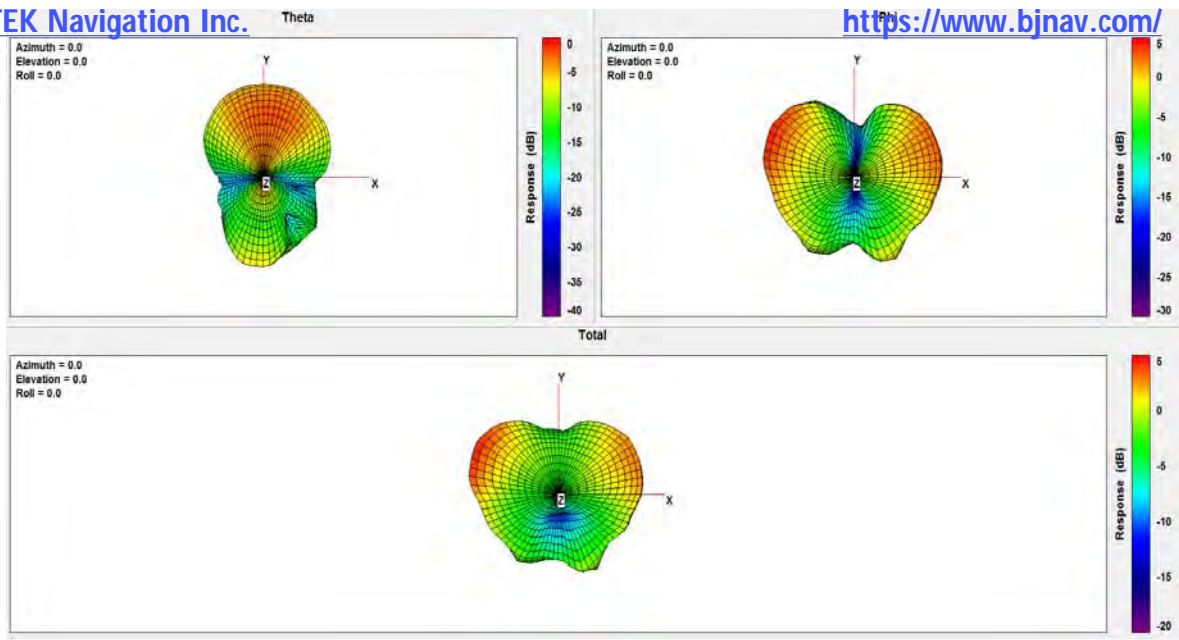 TEK Navigation Inc.
https://www.bjnav.com/
Theta
Azimuth = 0.0
Elevation = 0.0
Roll = 0.0
Y
X
Z
0
-5
-10
-15
-20
-25
-30
-35
-40
Response (dB)
Azimuth = 0.0
Elevation = 0.0
Roll = 0.0
Y
X
Z
5
0
-5
-10
-15
-20
-25
-30
Response (dB)
Total
Azimuth = 0.0
Elevation = 0.0
Roll = 0.0
Y
X
Z
5
0
-5
-10
-15
-20
Response (dB)